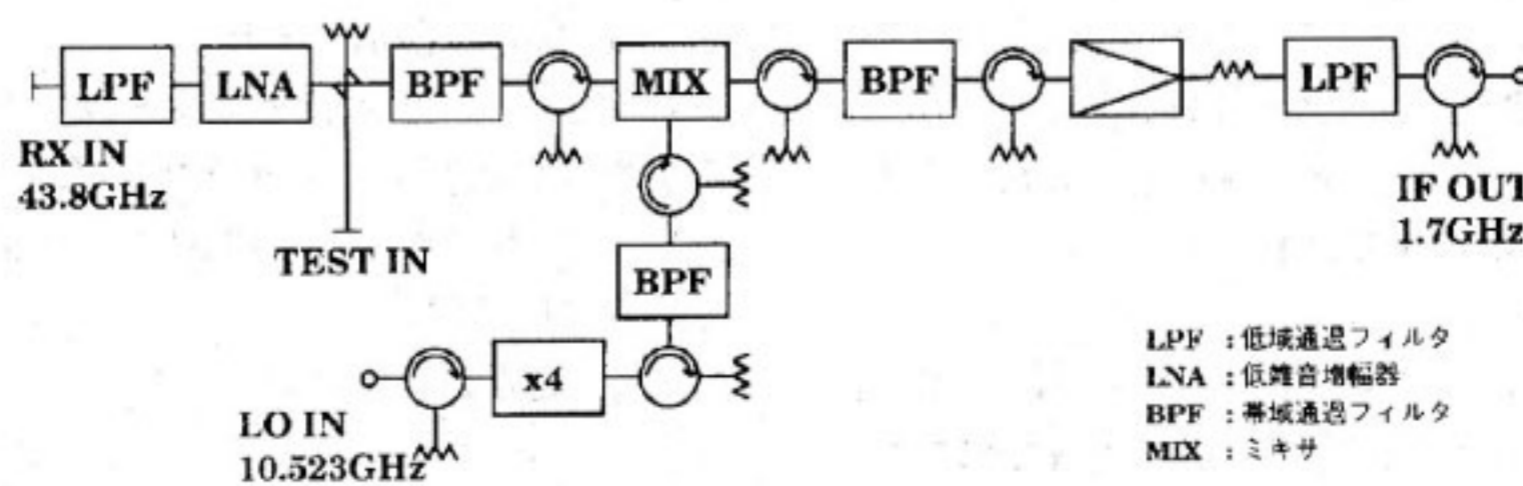 LPF
LNA
BPF
MIX
BPF
LPF
RX IN
43.8GHz
TEST IN
IF OUT
1.7GHz
BPF
x4
LO IN
10.523GHz
LPF :低域通過フィルタ
LNA :低雑音増幅器
BPF :帯域通過フィルタ
MIX :ミキサ